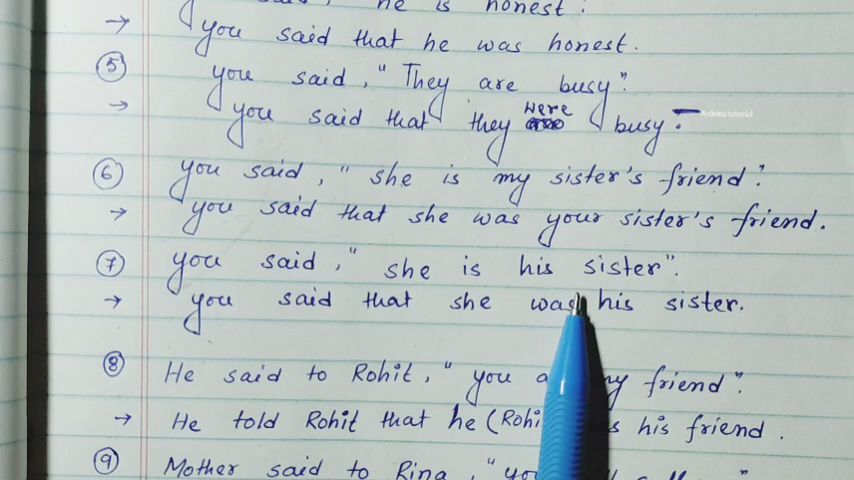 he is honest.
→ you said that he was honest.
(5) you said, "They are busy".
→ you said that they were busy.
(6) you said, "she is my sister's friend".
→ you said that she was your sister's friend.
(7) you said, "she is his sister".
→ you said that she was his sister.
(8) He said to Rohit, "you my friend".
→ He told Rohit that he (Rohi his friend.
(9) Mother said to Rina, "you